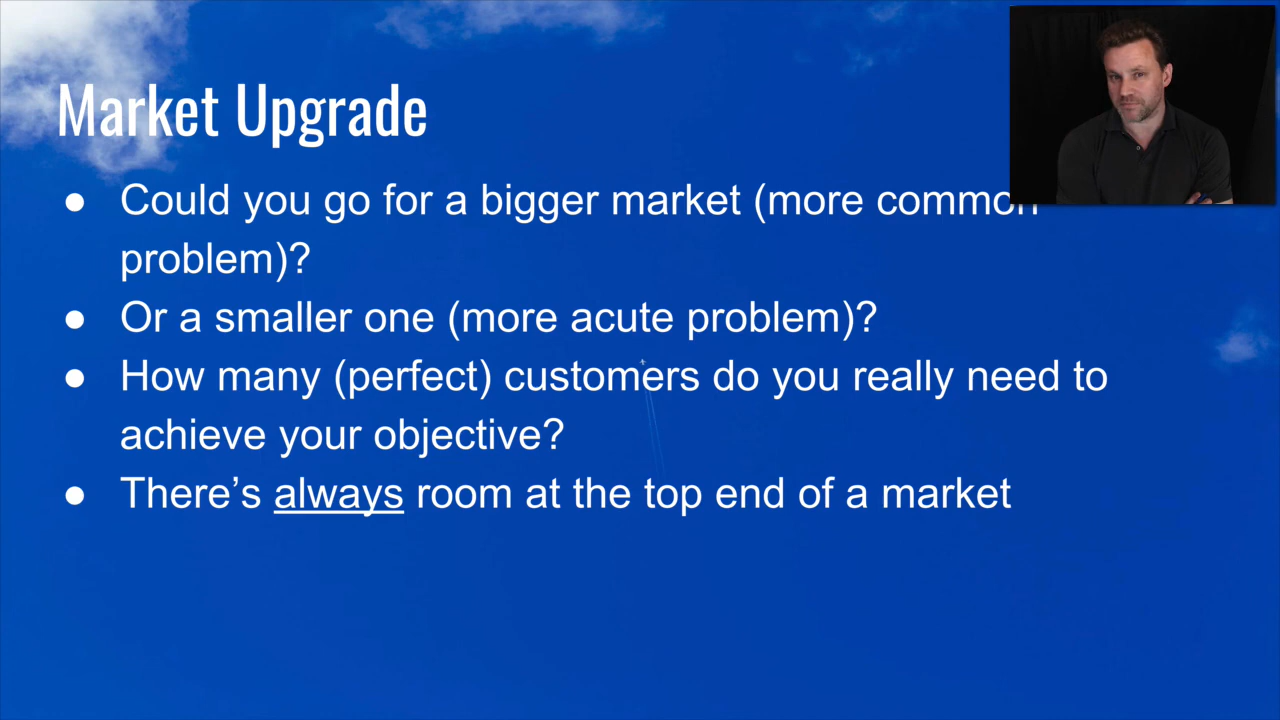 Market Upgrade
● Could you go for a bigger market (more common
problem)?
● Or a smaller one (more acute problem)?
● How many (perfect) customers do you really need to
achieve your objective?
● There’s always room at the top end of a market